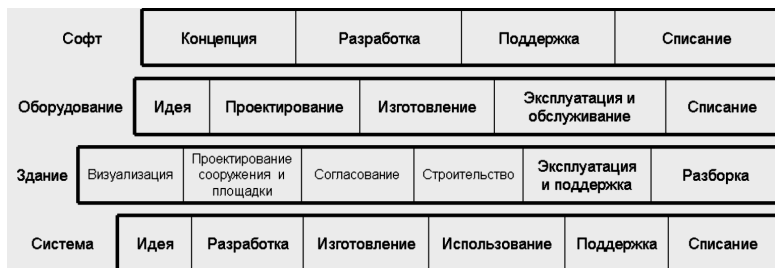 Софт Концепция Разработка Поддержка Списание
Оборудование Идея Проектирование Изготовление Эксплуатация и
обслуживание Списание
Здание Визуализация Проектирование
сооружения и
площадки Согласование Строительство Эксплуатация
и поддержка Разборка
Система Идея Разработка Изготовление Использование Поддержка Списание